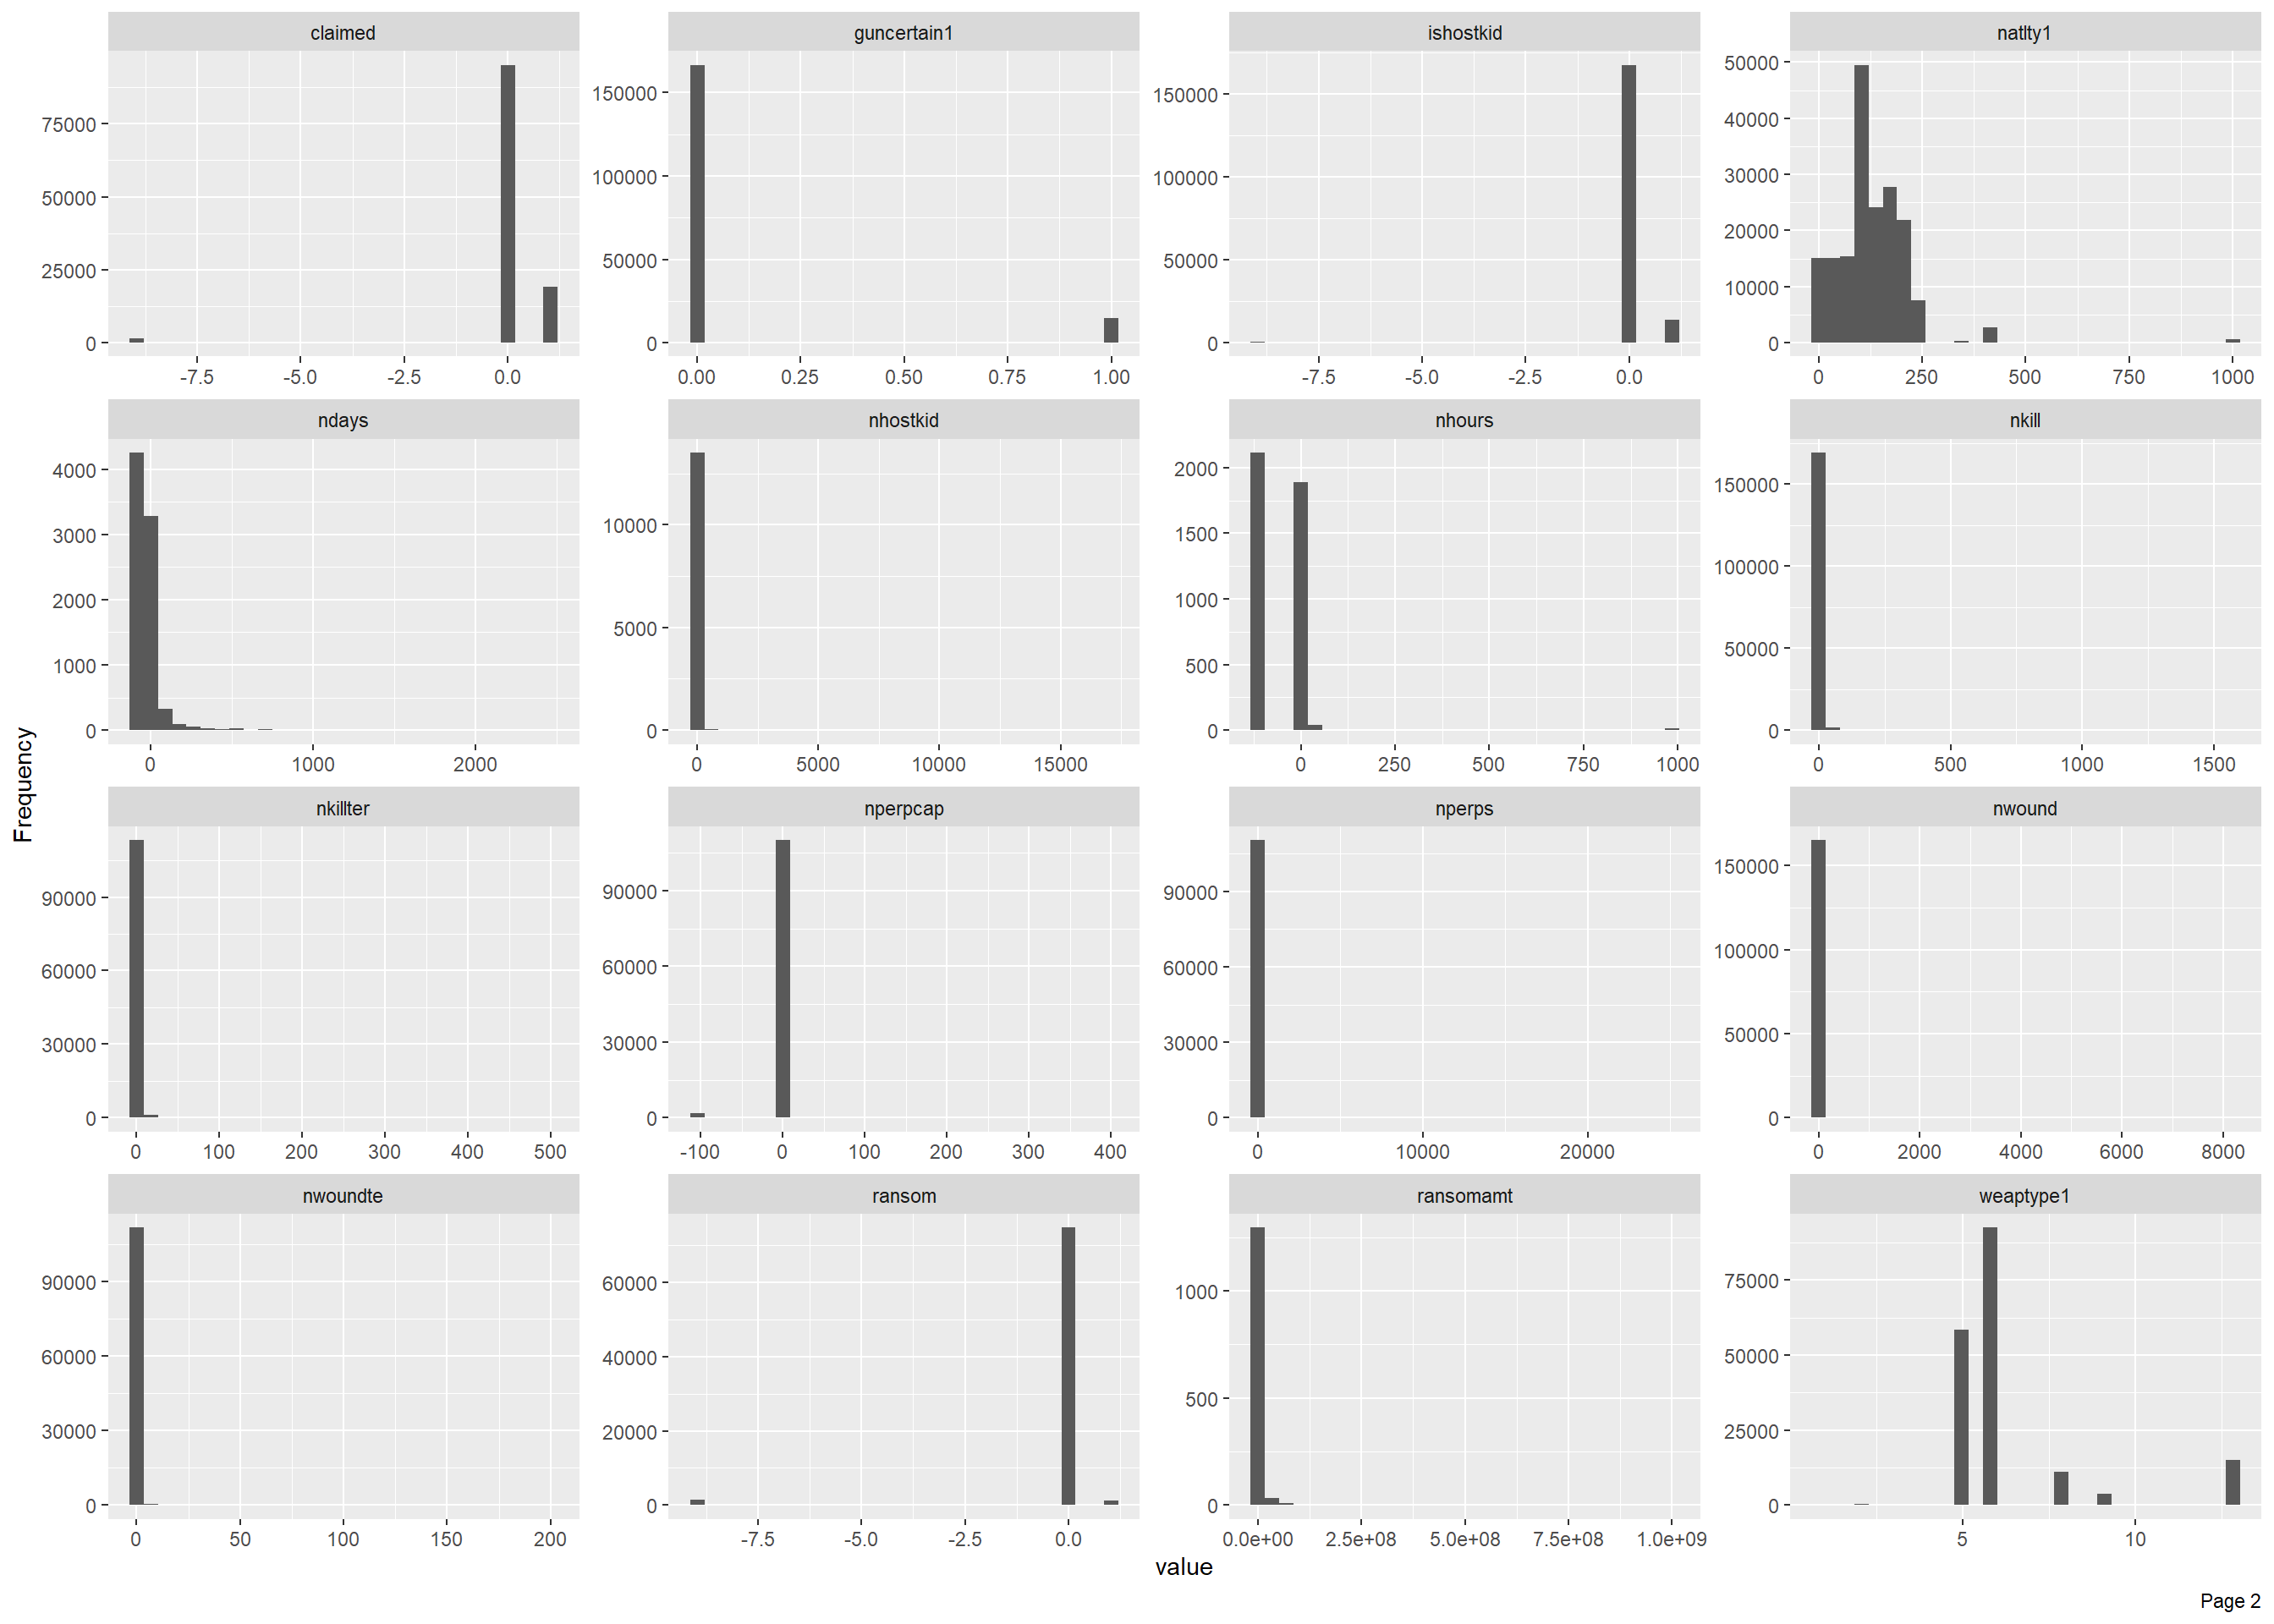 claimed guncertain1 ishostkid natlty1
75000 50000 25000 0
-7.5 -5.0 -2.5 0.0
150000 100000 50000 0
0.00 0.25 0.50 0.75 1.00
150000 100000 50000 0
-7.5 -5.0 -2.5 0.0
50000 40000 30000 20000 10000 0
0 250 500 750 1000
ndays nhostkid nhours nkill
4000 3000 2000 1000 0
0 1000 2000
10000 5000 0
0 5000 10000 15000
2000 1500 1000 500 0
0 250 500 750 1000
150000 100000 50000 0
0 500 1000 1500
Frequency
nkillter nperpcap nperps nwound
90000 60000 30000 0
0 100 200 300 400 500
90000 60000 30000 0
-100 0 100 200 300 400
90000 60000 30000 0
0 10000 20000
150000 100000 50000 0
0 2000 4000 6000 8000
nwoundte ransom ransomamt weaptype1
90000 60000 30000 0
0 50 100 150 200
60000 40000 20000 0
-7.5 -5.0 -2.5 0.0
1000 500 0
0.0e+00 2.5e+08 5.0e+08 7.5e+08 1.0e+09
75000 50000 25000 0
5 10
value
Page 2